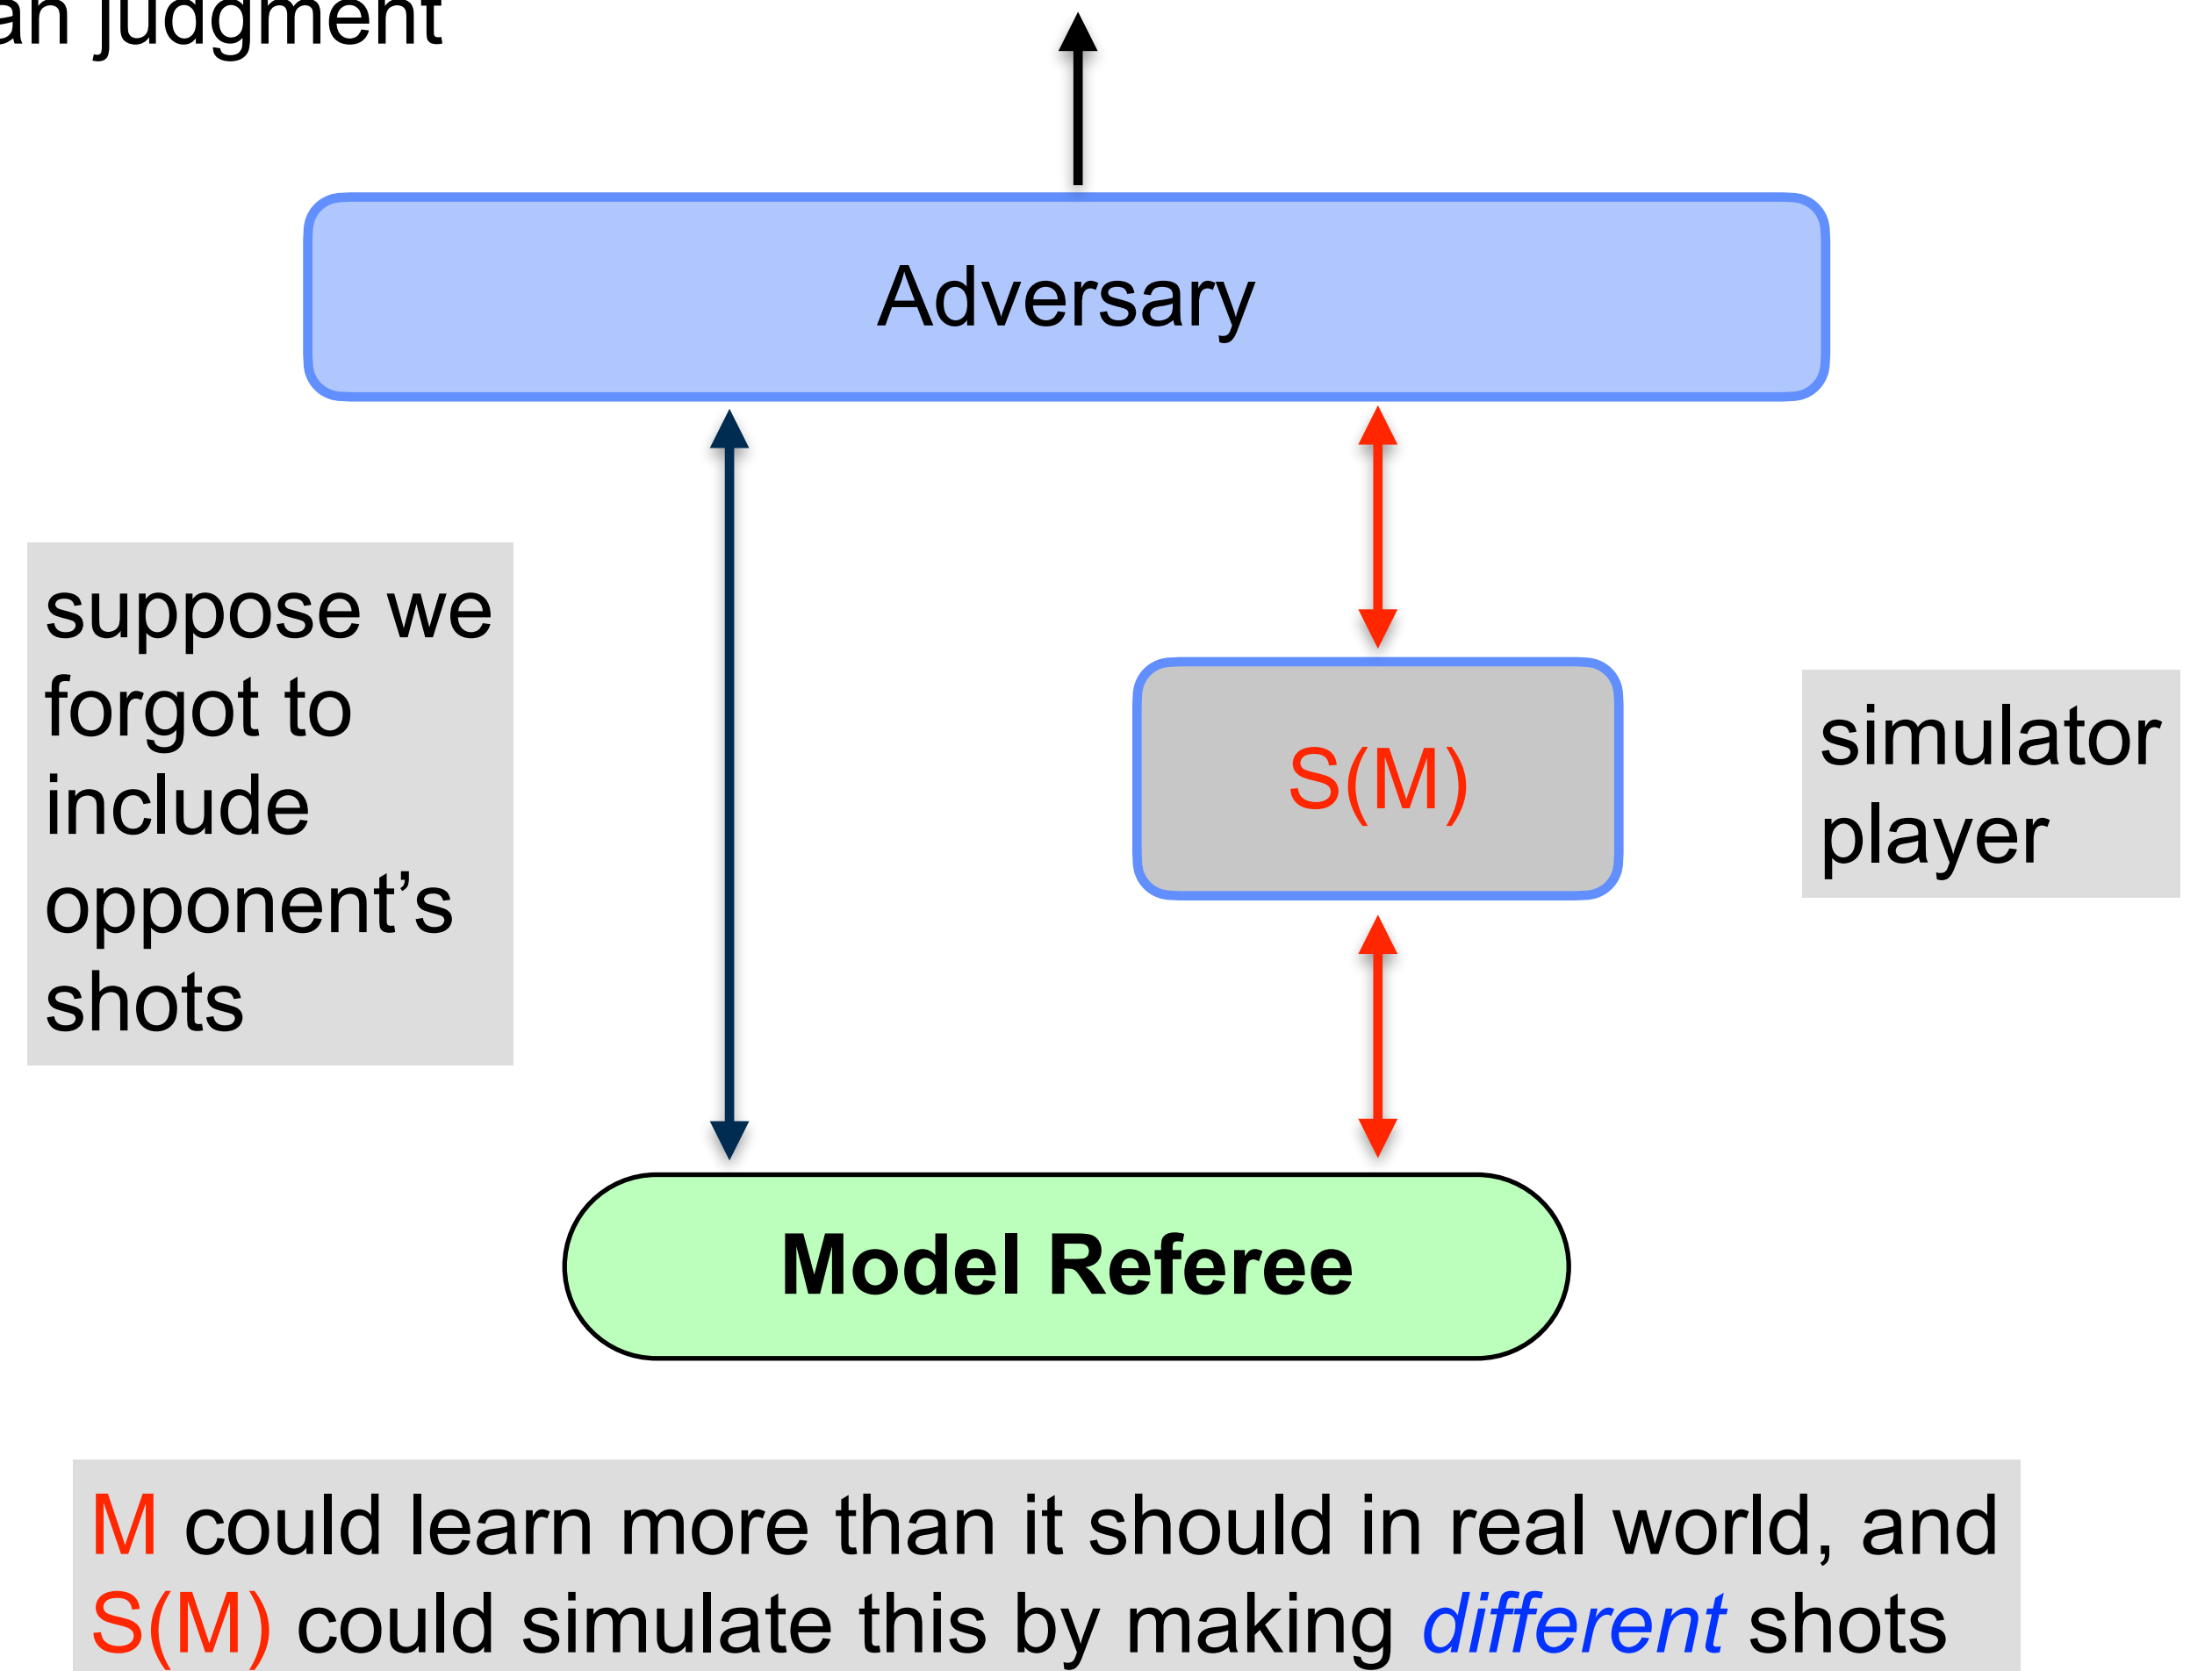 an judgment
Adversary
suppose we
forgot to
include
opponent’s
shots
S(M)
simulator
player
Model Referee
M could learn more than it should in real world, and
S(M) could simulate this by making different shots